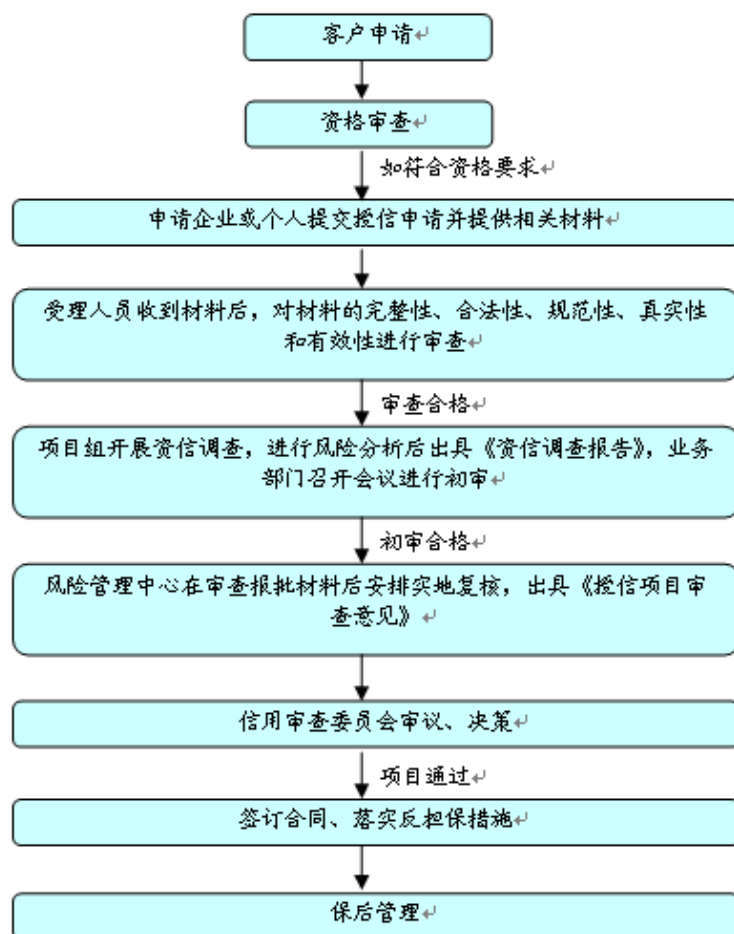 客户申请
资格审查
如符合资格要求
申请企业或个人提交授信申请并提供相关材料
受理人员收到材料后，对材料的完整性、合法性、规范性、真实性
和有效性进行审查
审查合格
项目组开展资信调查，进行风险分析后出具《资信调查报告》，业务
部门召开会议进行初审
初审合格
风险管理中心在审查报批材料后安排实地复核，出具《授信项目审
查意见》
信用审查委员会审议、决策
项目通过
签订合同、落实反担保措施
保后管理